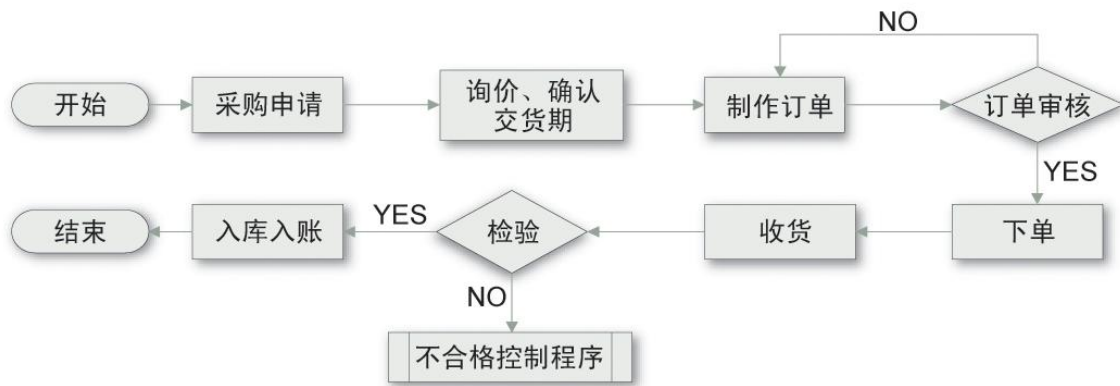 NO
开始
采购申请
询价、确认
交货期
制作订单
订单审核
YES
结束
入库入账
YES
检验
收货
下单
NO
不合格控制程序